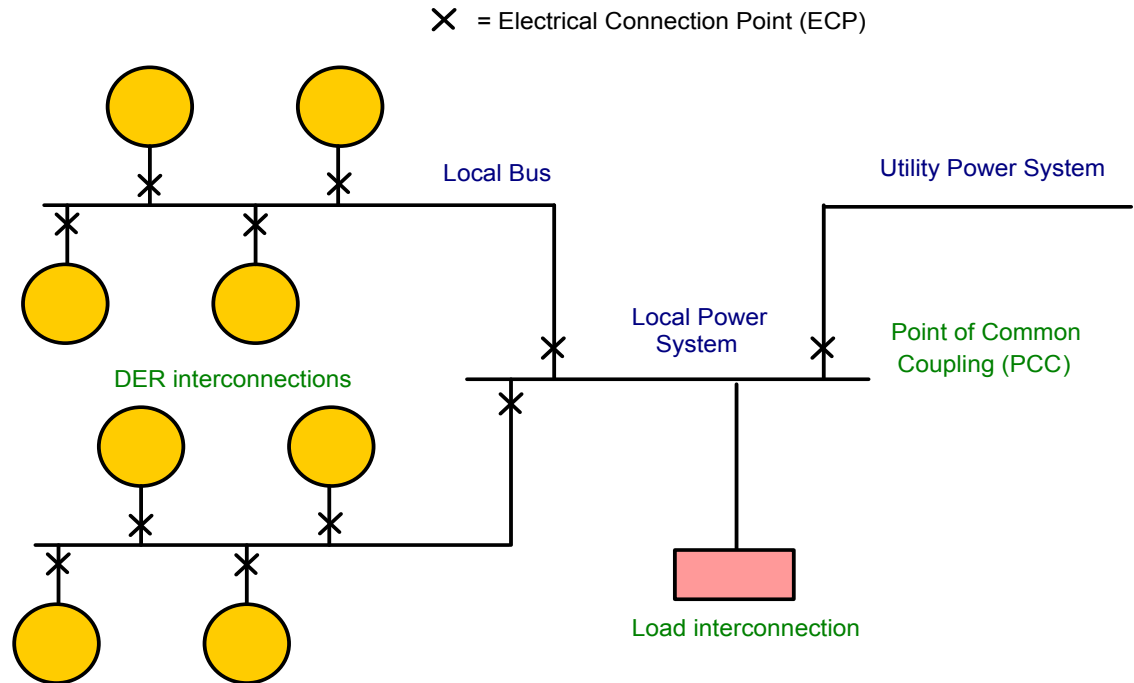 = Electrical Connection Point (ECP)
Local Bus
Utility Power System
Local Power
System
Point of Common
Coupling (PCC)
DER interconnections
Load interconnection